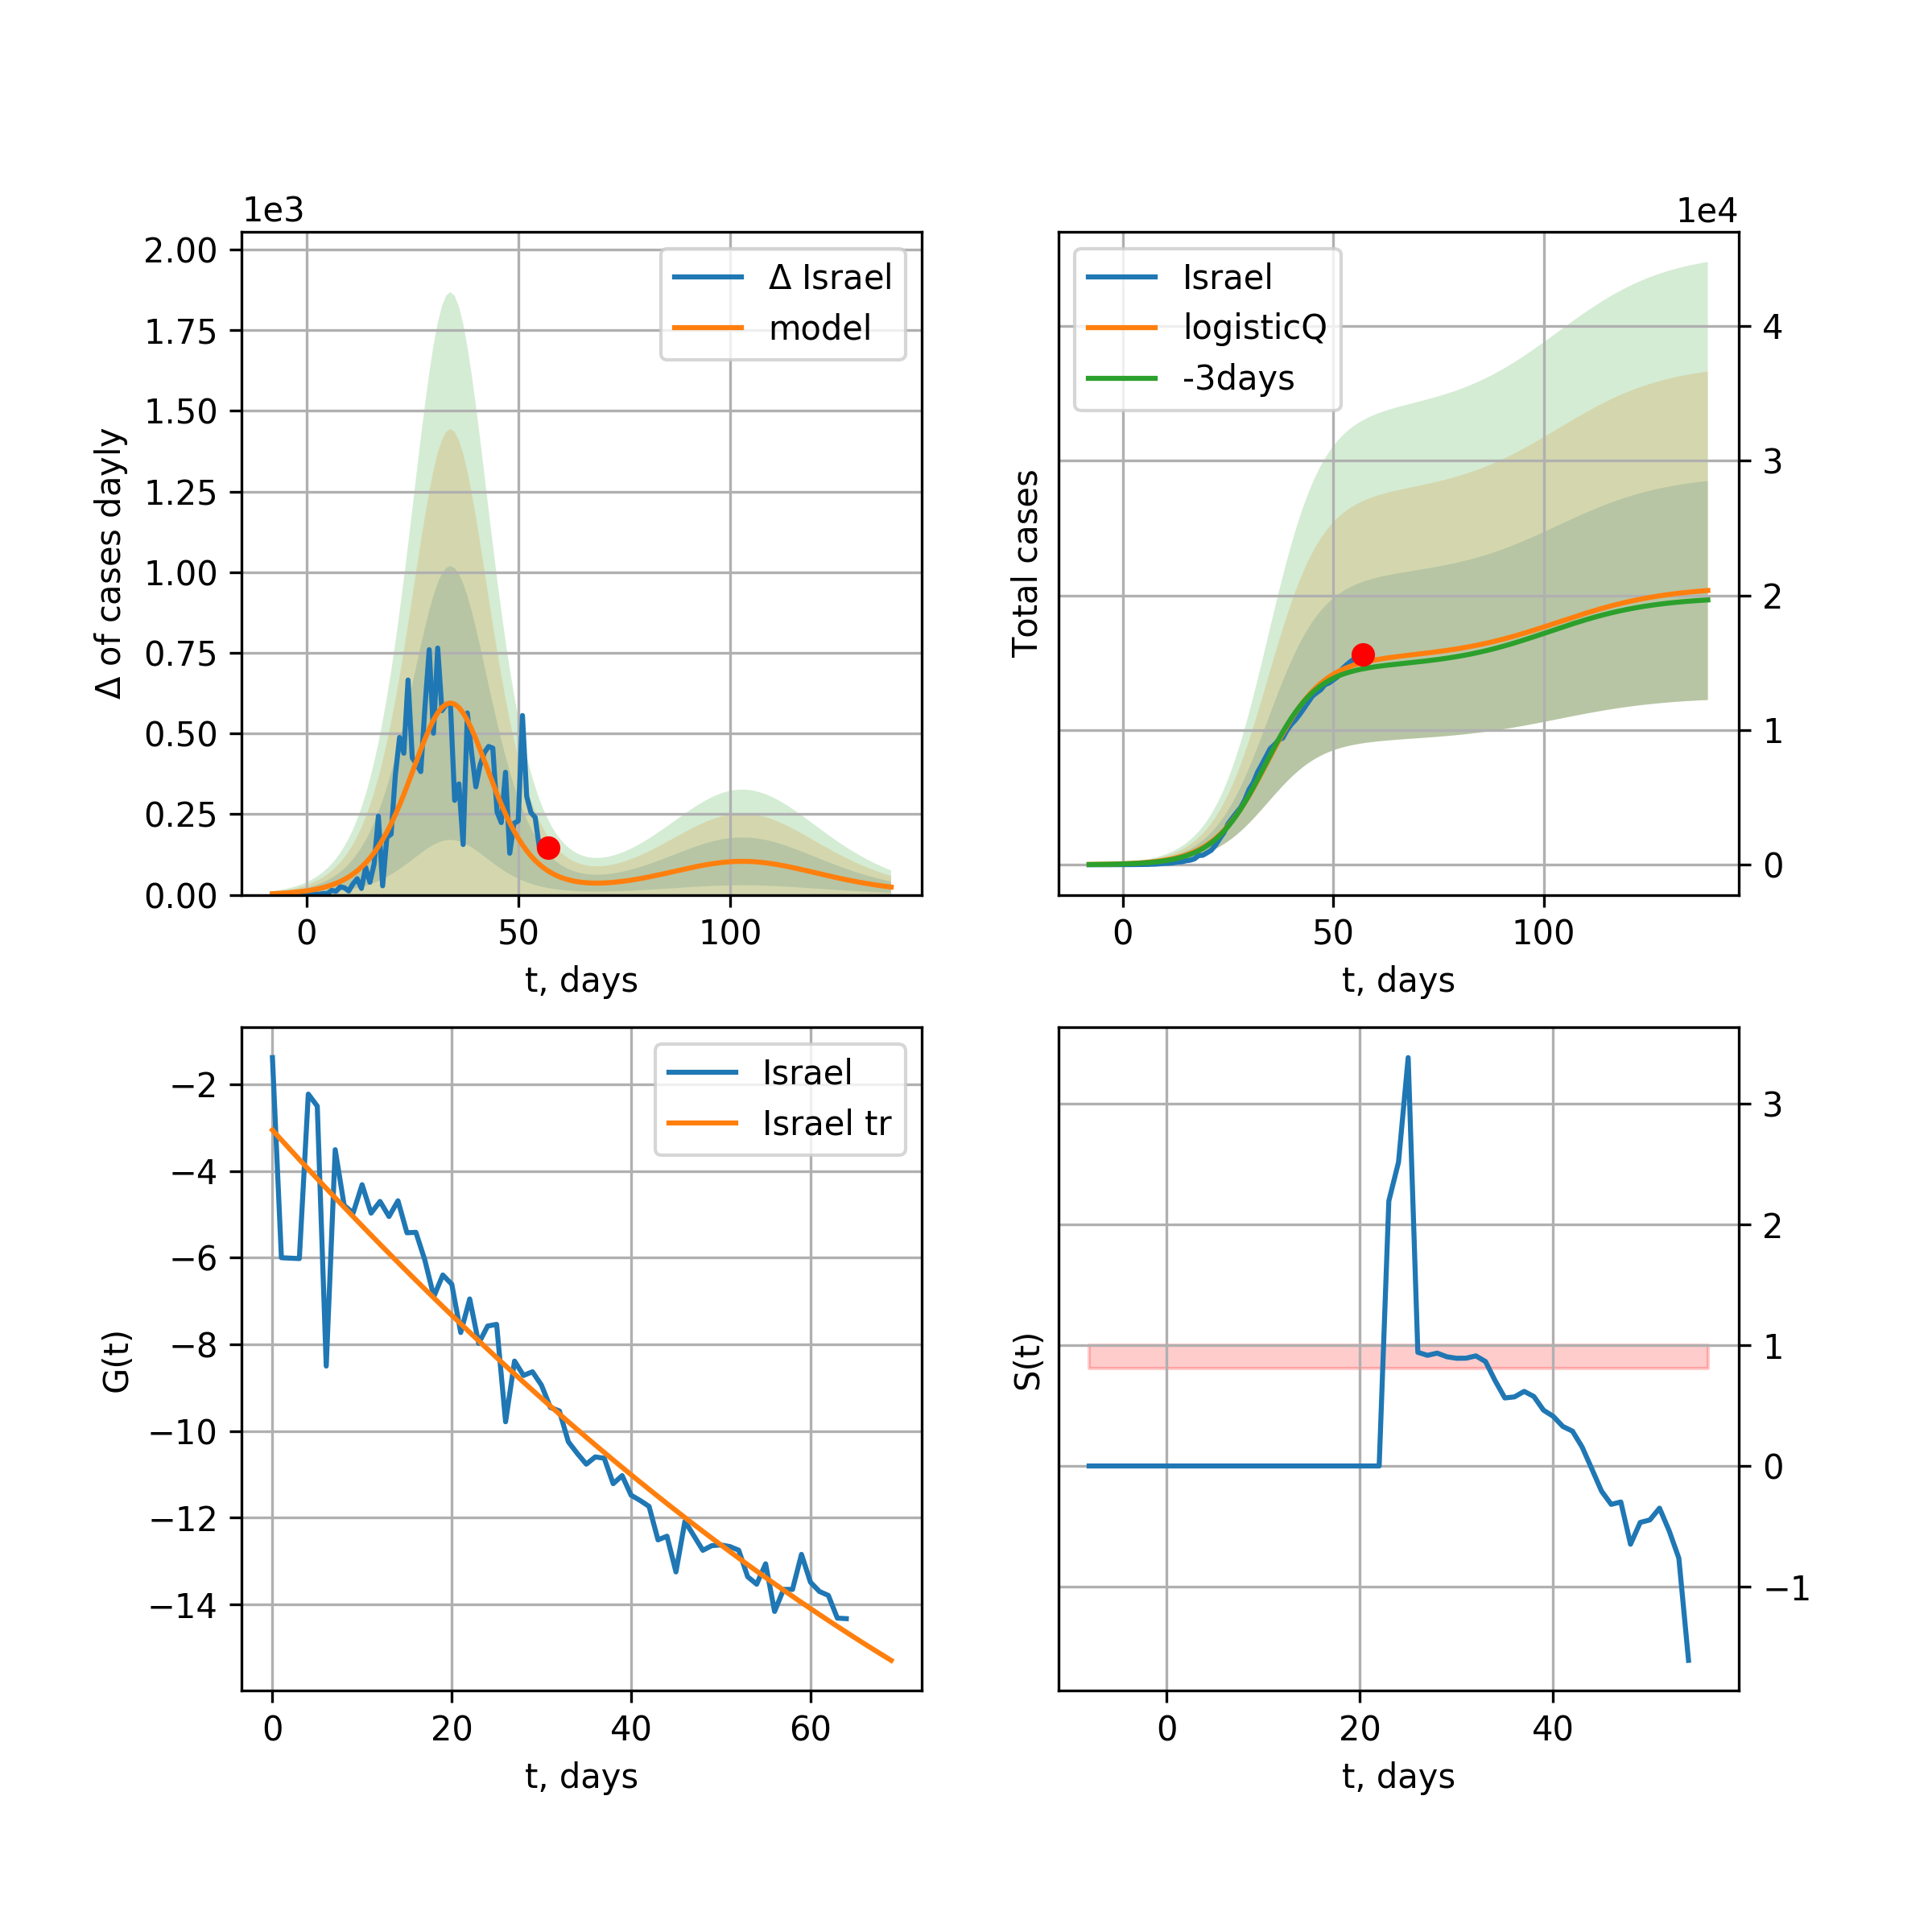 1e3
2.00
1.75
1.50
1.25
1.00
0.75
0.50
0.25
0.00
Δ of cases dayly
Δ Israel
model
0 50 100
t, days
1e4
Israel
logisticQ
-3days
Total cases
4
3
2
1
0
0 50 100
t, days
G(t)
−2
−4
−6
−8
−10
−12
−14
Israel
Israel tr
0 20 40 60
t, days
S(t)
3
2
1
0
−1
0 20 40
t, days